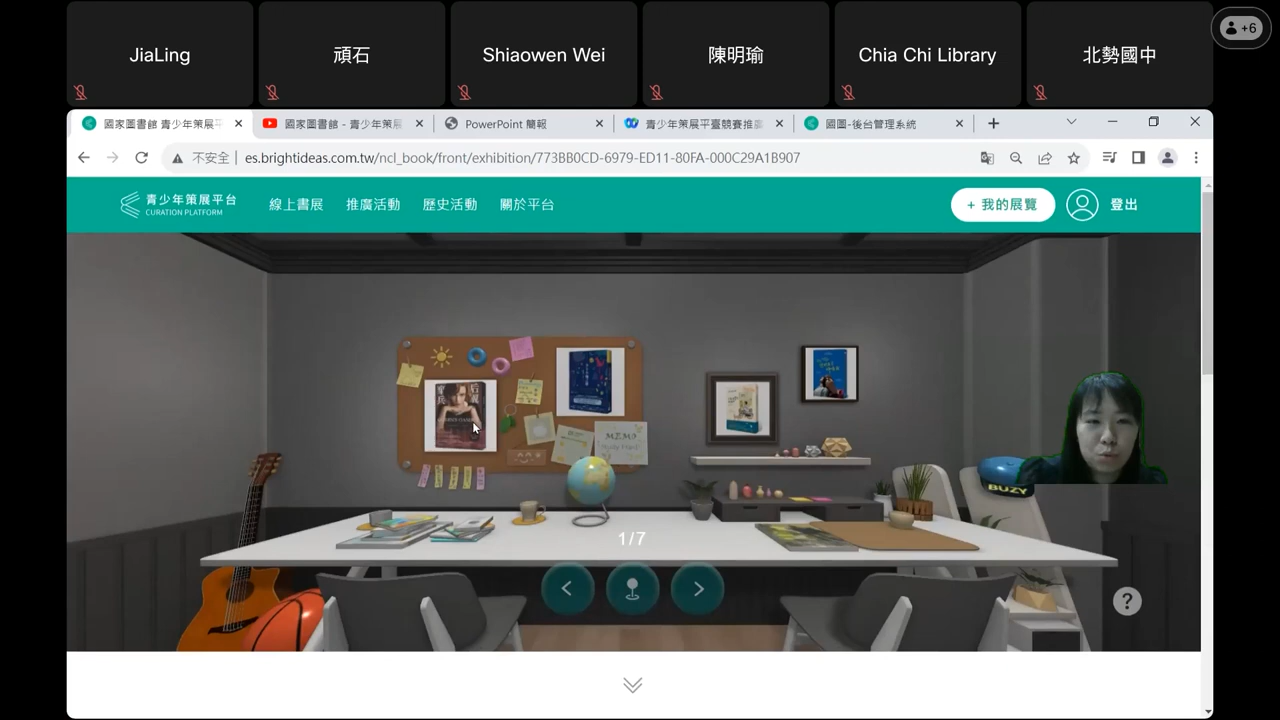 JiaLing
頑石
Shiaowen Wei
陳明瑜
Chia Chi Library
北勢國中
+6
國家圖書館 青少年策展平
國家圖書館 - 青少年策展
PowerPoint 簡報
青少年策展平臺競賽推廣
國圖-後台管理系統
不安全
es.brightideas.com.tw/ncl_book/front/exhibition/773BB0CD-6979-ED11-80FA-000C29A1B907
青少年策展平台
CURATION PLATFORM
線上書展
推廣活動
歷史活動
關於平台
+ 我的展覽
登出
MEMO
BUZY
1/7
?